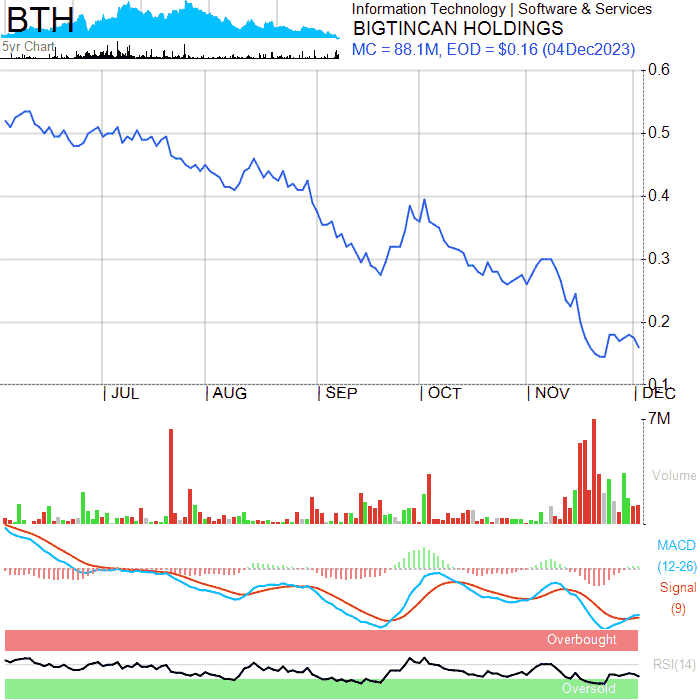 BTH
Information Technology | Software & Services
BIGTINCAN HOLDINGS
MC = 88.1M, EOD = $0.16 (04Dec2023)
5yr Chart
0.6
0.5
0.4
0.3
0.2
0.1
JUL
AUG
SEP
OCT
NOV
DEC
7M
Volume
MACD
(12-26)
Signal
(9)
Overbought
RSI(14)
Oversold